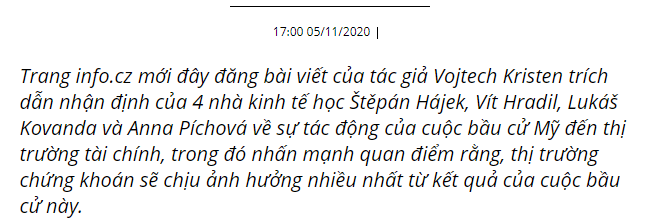 17:00 05/11/2020 |
Trang info.cz mới đây đăng bài viết của tác giả Vojtech Kristen trích
dẫn nhận định của 4 nhà kinh tế học Štěpán Hájek, Vít Hradil, Lukáš
Kovanda và Anna Píchová về sự tác động của cuộc bầu cử Mỹ đến thị
trường tài chính, trong đó nhấn mạnh quan điểm rằng, thị trường
chứng khoán sẽ chịu ảnh hưởng nhiều nhất từ kết quả của cuộc bầu
cử này.